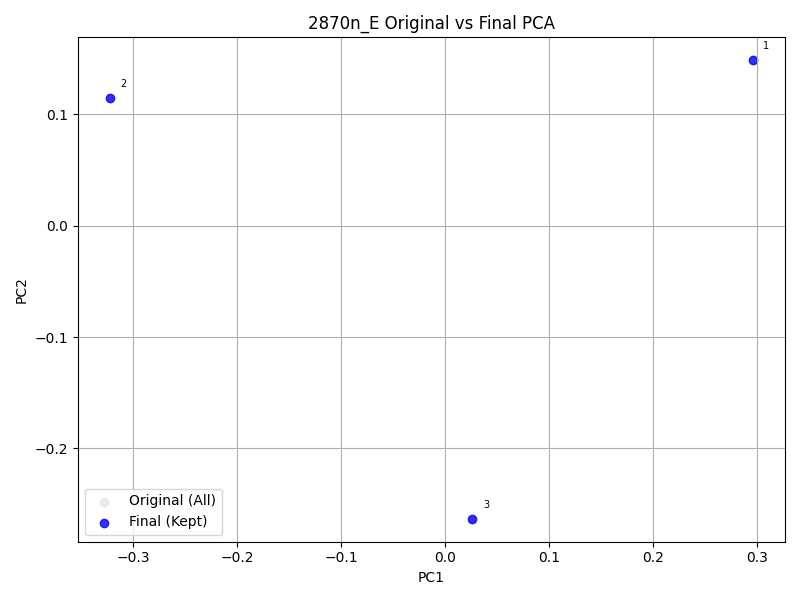 2870n_E Original vs Final PCA
1
2
3
PC2
0.1
0.0
−0.1
−0.2
Original (All)
Final (Kept)
−0.3
−0.2
−0.1
0.0
0.1
0.2
0.3
PC1